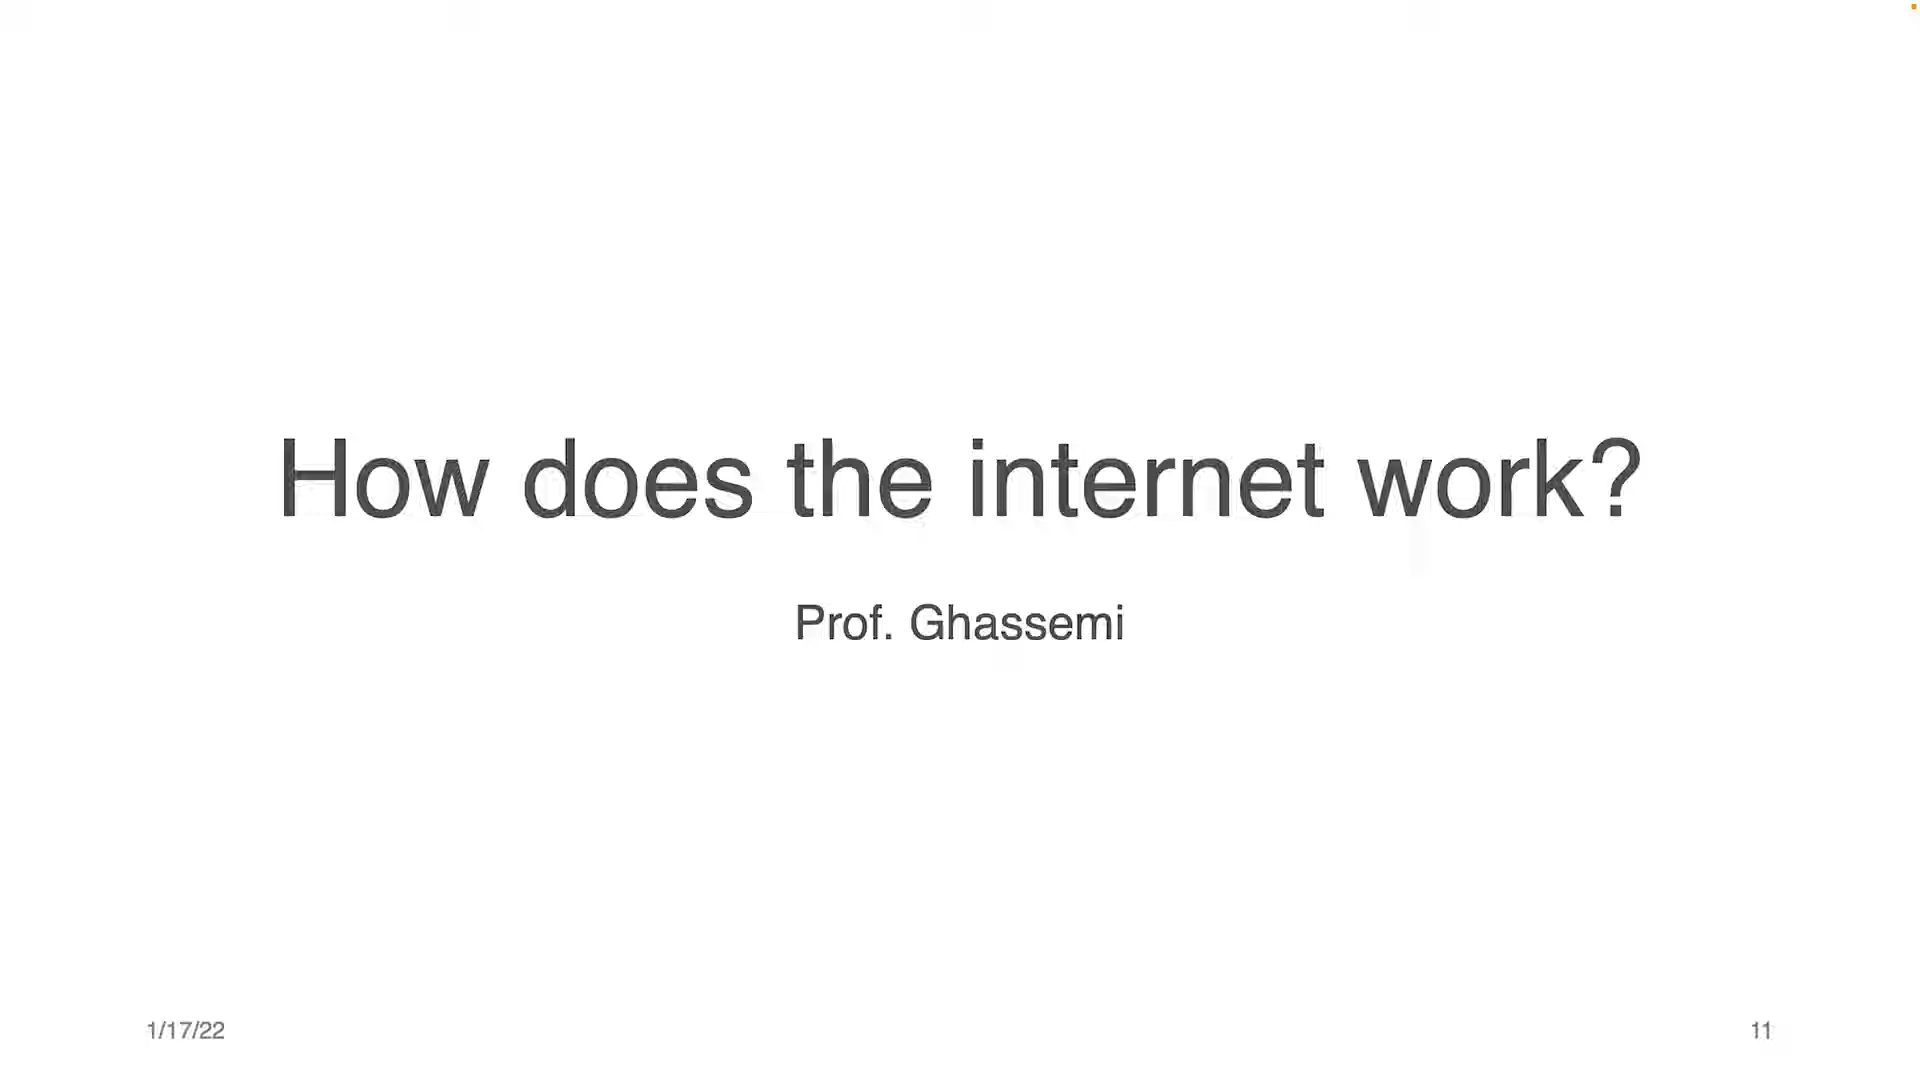 How does the internet work?
Prof. Ghassemi
1/17/22
11